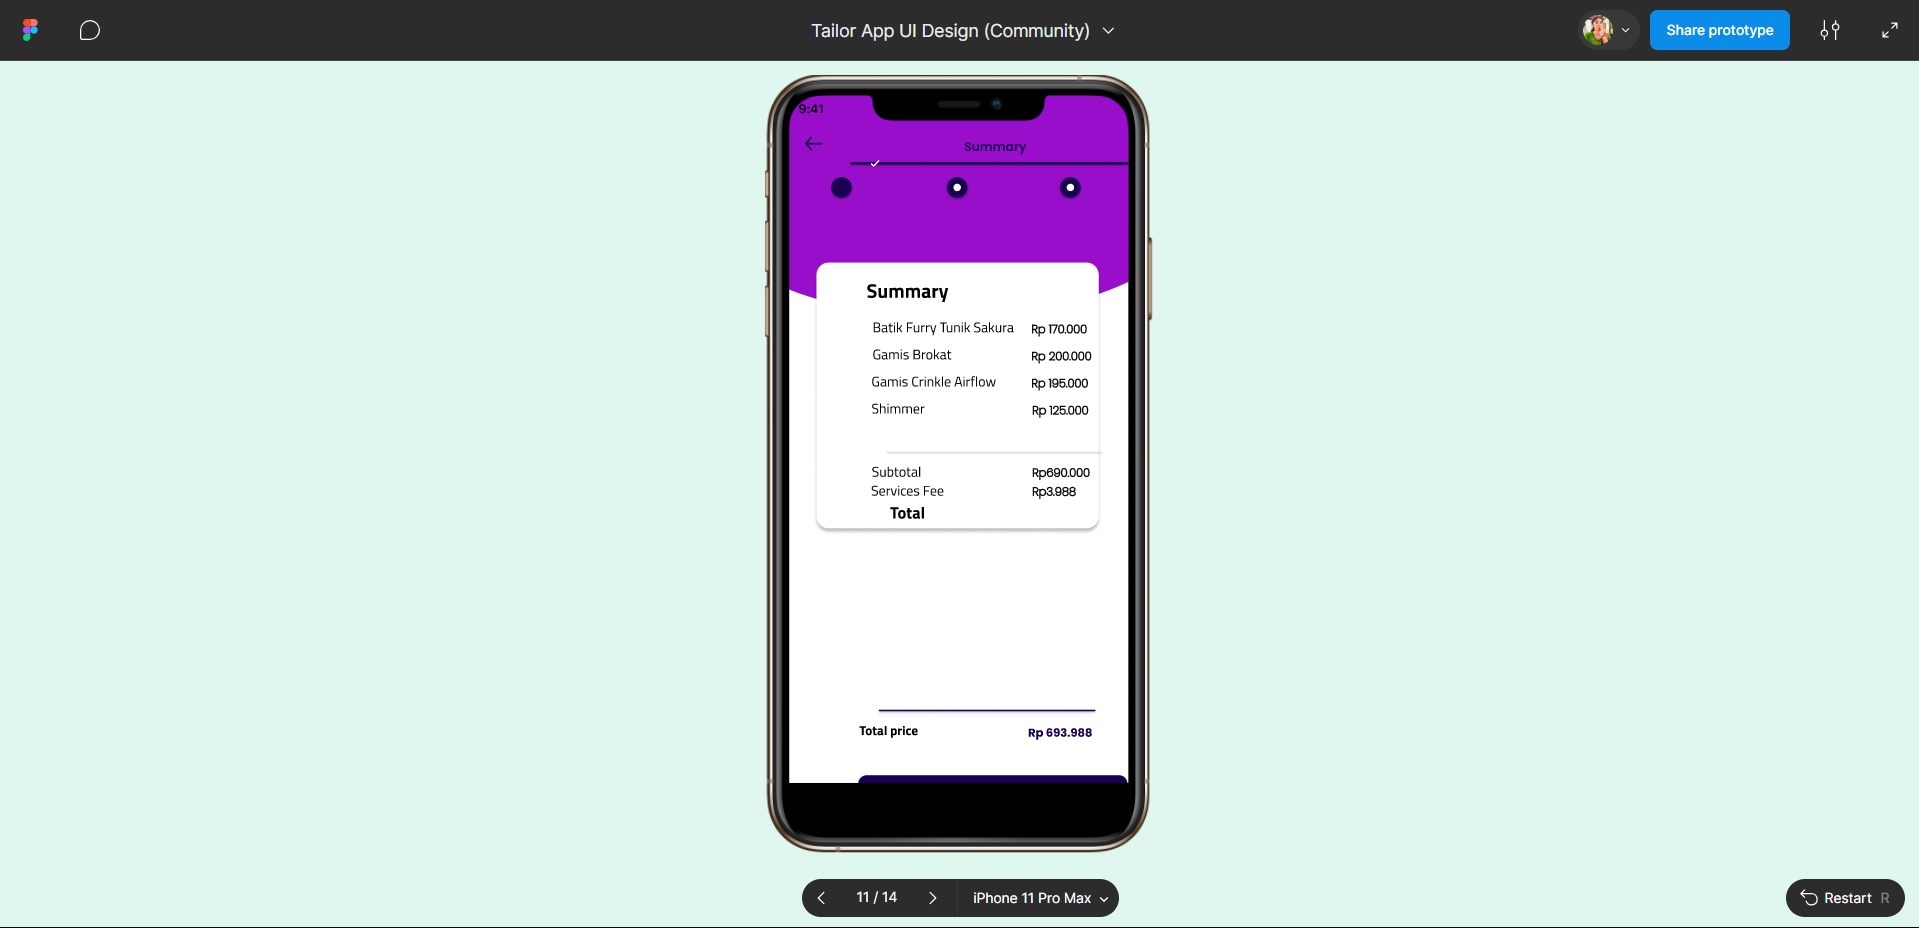 Tailor App UI Design (Community)
Share prototype
9:41
Summary
Summary
Batik Furry Tunik Sakura Rp 170.000
Gamis Brokat Rp 200.000
Gamis Crinkle Airflow Rp 195.000
Shimmer Rp 125.000
Subtotal Rp690.000
Services Fee Rp3.988
Total
Total price Rp 693.988
11 / 14 iPhone 11 Pro Max
Restart R